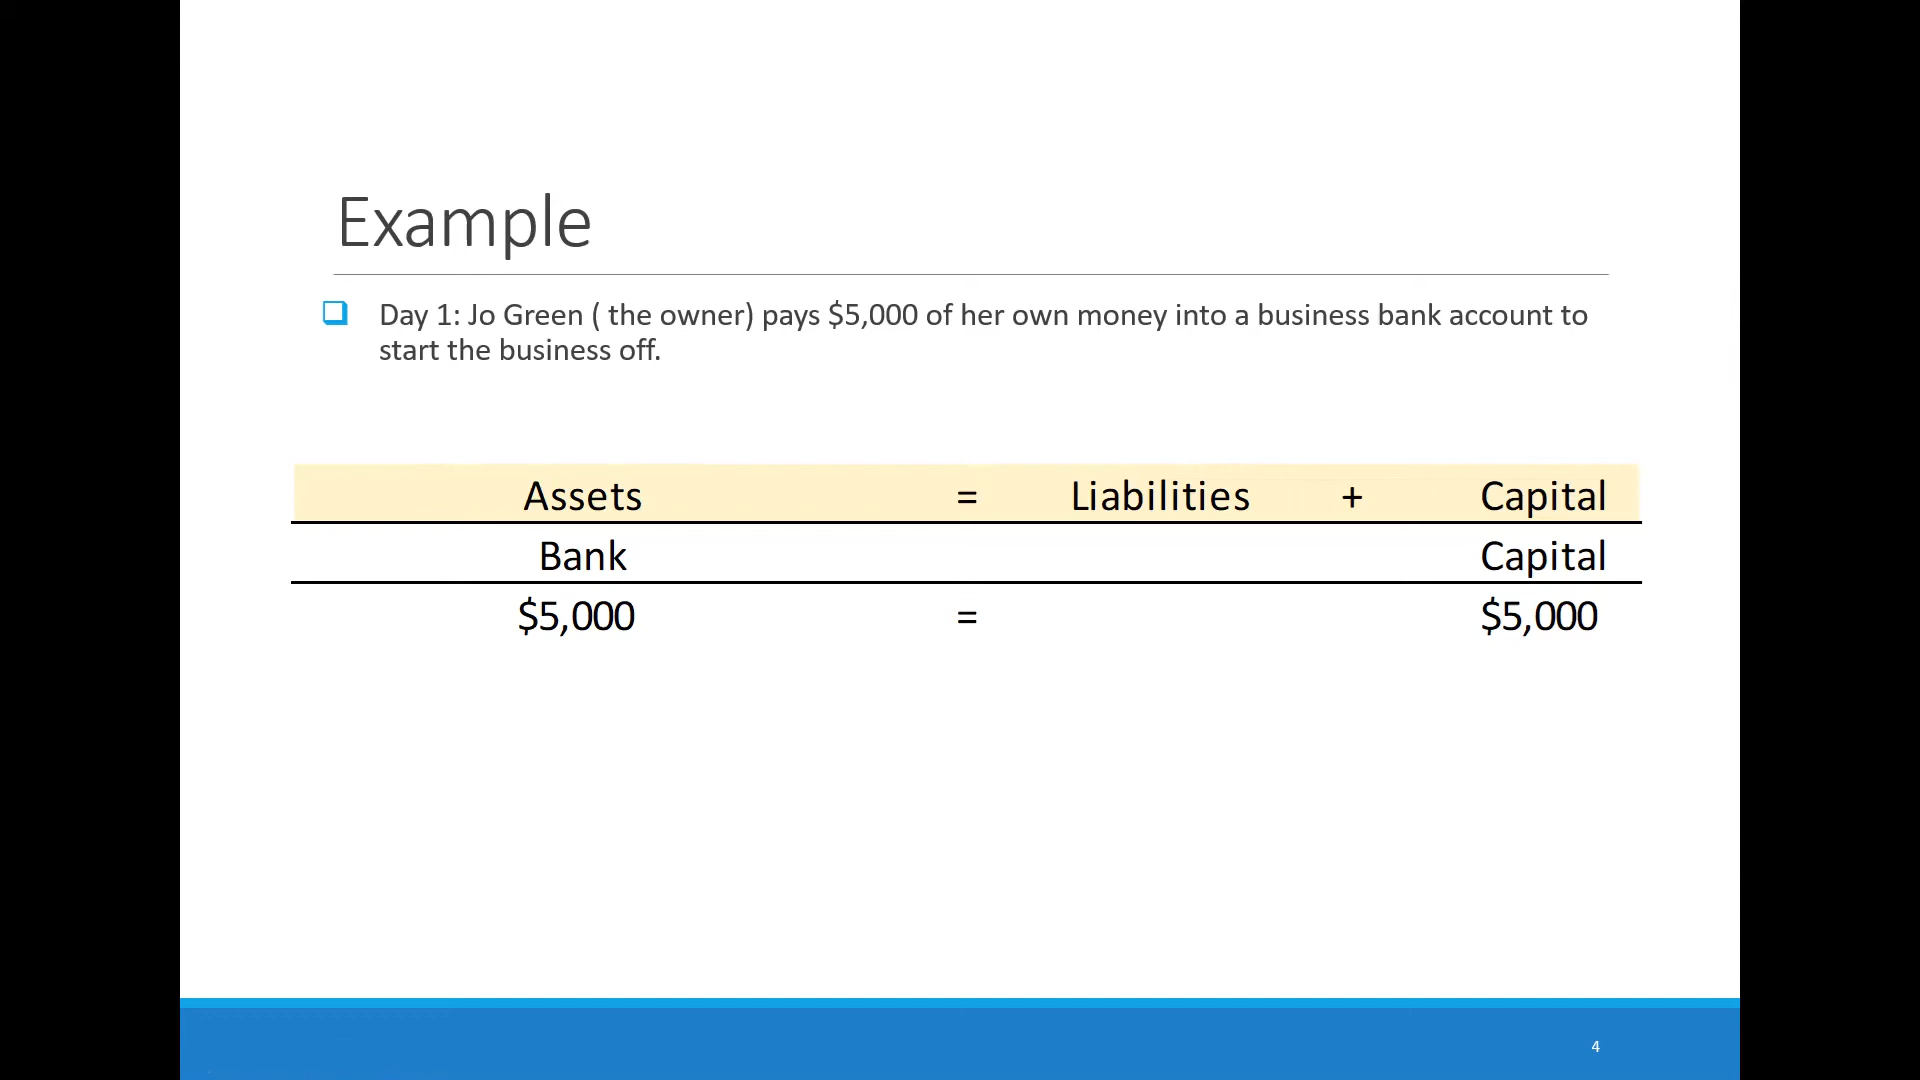 Example
❑ Day 1: Jo Green ( the owner) pays $5,000 of her own money into a business bank account to
start the business off.
Assets = Liabilities + Capital
Bank Capital
$5,000 = $5,000
4